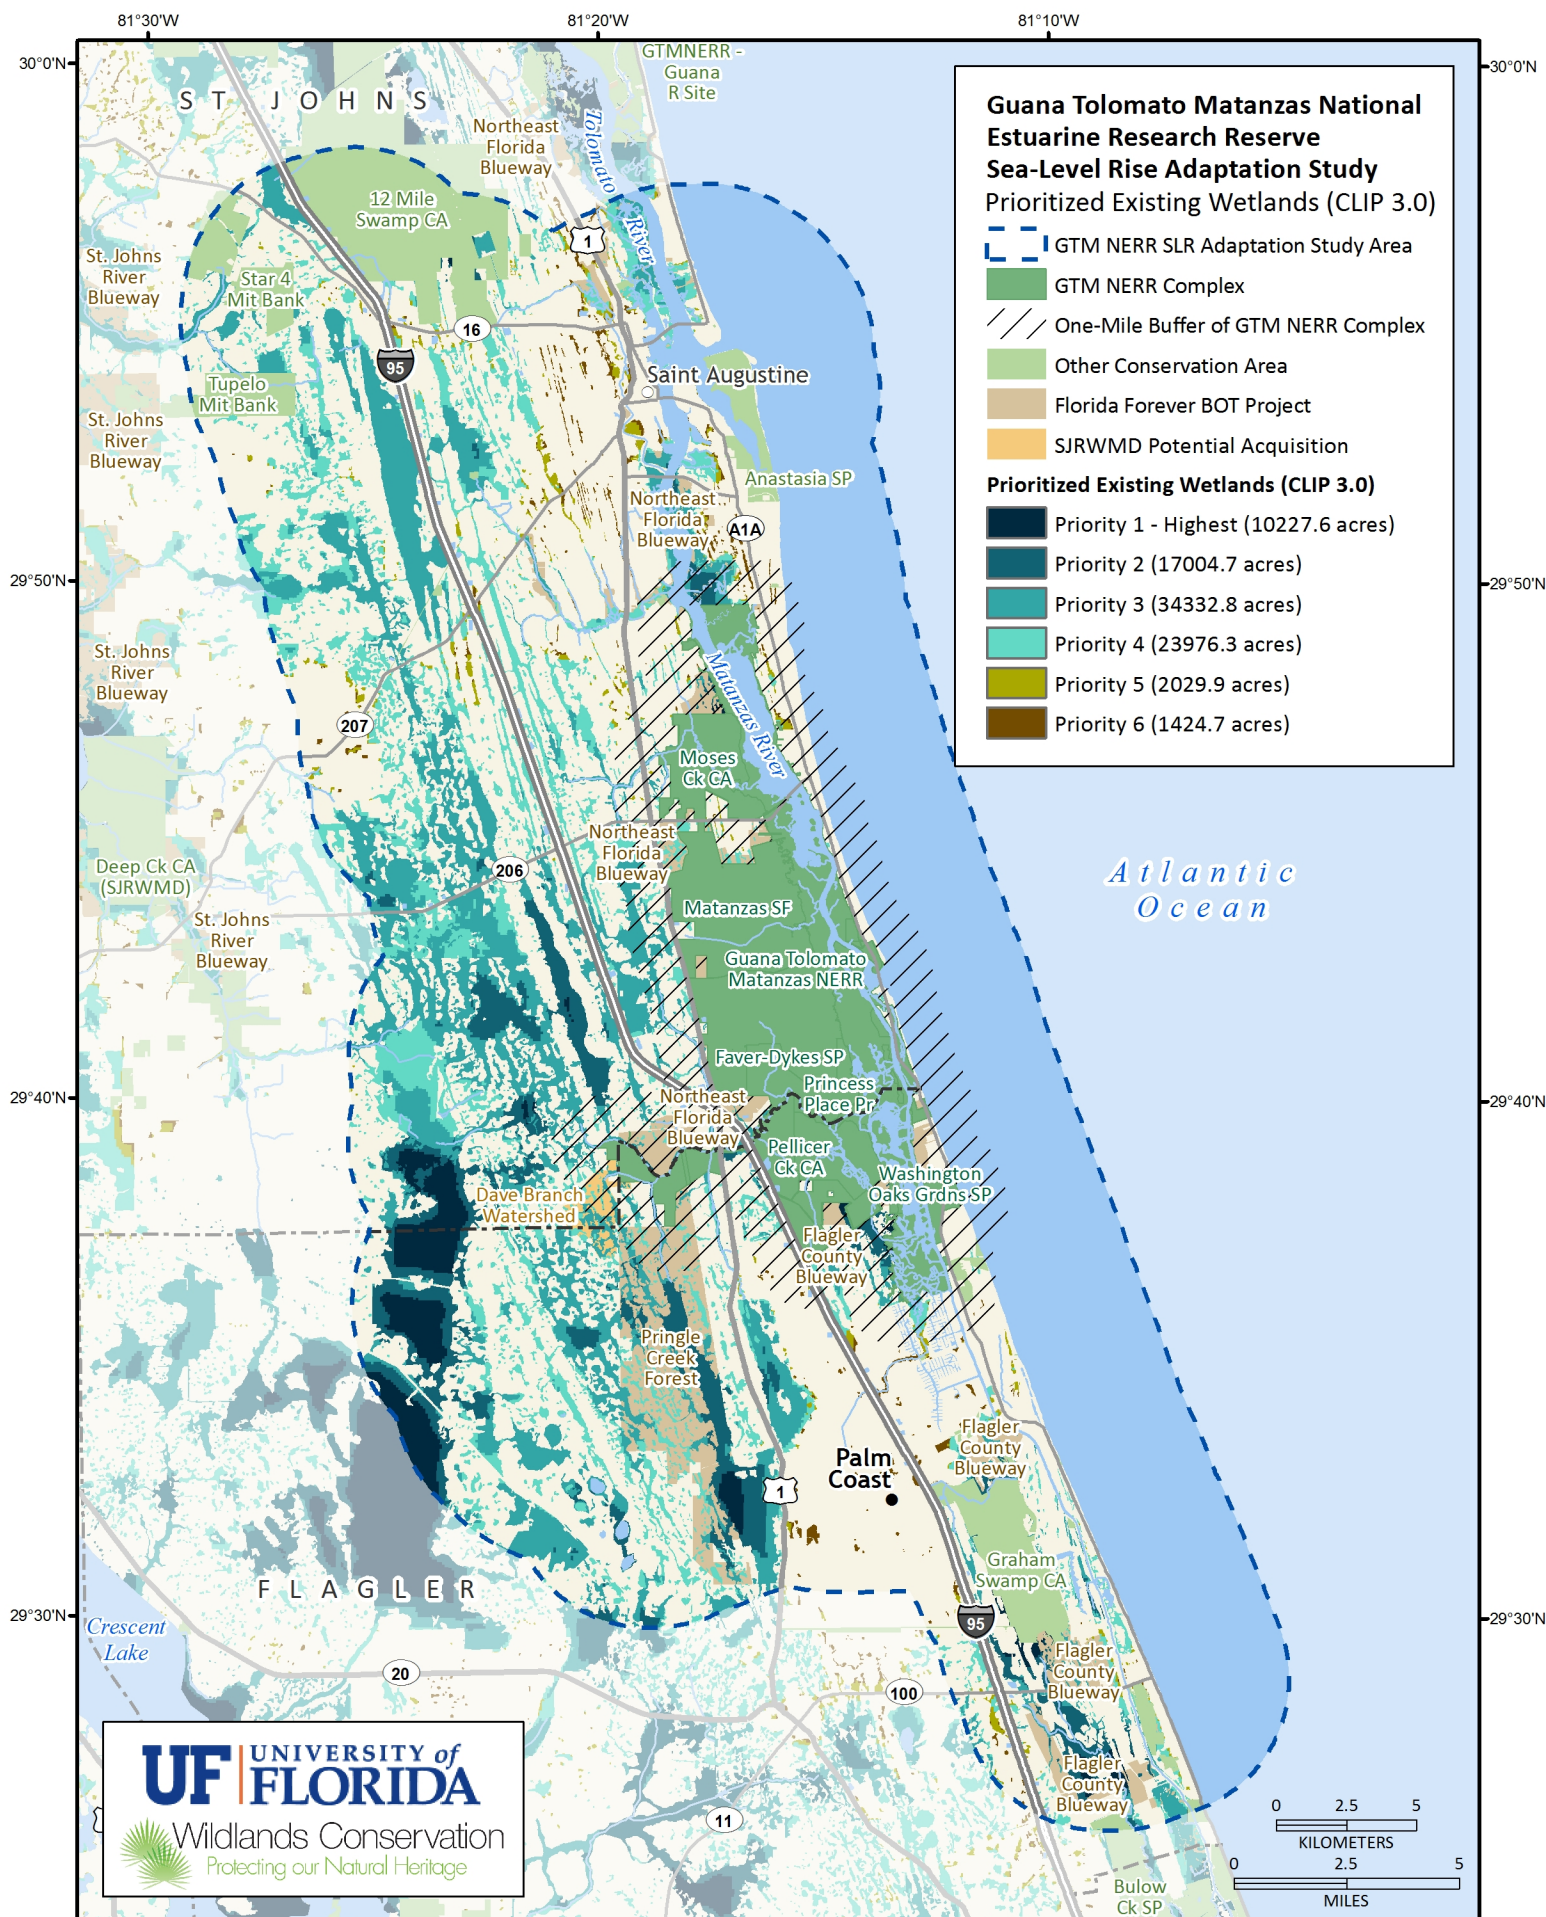 81°30'W
81°20'W
81°10'W
30°0'N
30°0'N
GTMNERR -
Guana
R Site
ST JOHNS
Northeast
Florida
Blueway
Tolomato
River
12 Mile
Swamp CA
1
St. Johns
River
Blueway
Star 4
Mit Bank
16
95
Saint Augustine
Tupelo
Mit Bank
St. Johns
River
Blueway
Anastasia SP
Northeast
Florida
Blueway
A1A
29°50'N
29°50'N
St. Johns
River
Blueway
Matanzas River
207
Moses
Ck CA
Northeast
Florida
Blueway
206
Deep Ck CA
(SJRWMD)
Matanzas SF
St. Johns
River
Blueway
Guana Tolomato
Matanzas NERR
Atlantic
Ocean
Faver-Dykes SP
Princess
Place Pr
29°40'N
29°40'N
Northeast
Florida
Blueway
Pellicer
Ck CA
Washington
Oaks Grdns SP
Dave Branch
Watershed
Flagler
County
Blueway
Pringle
Creek
Forest
Flagler
County
Blueway
Palm
Coast
1
Graham
Swamp CA
FLAGLER
29°30'N
29°30'N
95
Crescent
Lake
20
Flagler
County
Blueway
100
Flagler
County
Blueway
11
Bulow
Ck SP
Guana Tolomato Matanzas National
Estuarine Research Reserve
Sea-Level Rise Adaptation Study
Prioritized Existing Wetlands (CLIP 3.0)
GTM NERR SLR Adaptation Study Area
GTM NERR Complex
One-Mile Buffer of GTM NERR Complex
Other Conservation Area
Florida Forever BOT Project
SJRWMD Potential Acquisition
Prioritized Existing Wetlands (CLIP 3.0)
Priority 1 - Highest (10227.6 acres)
Priority 2 (17004.7 acres)
Priority 3 (34332.8 acres)
Priority 4 (23976.3 acres)
Priority 5 (2029.9 acres)
Priority 6 (1424.7 acres)
UF UNIVERSITY of
FLORIDA
Wildlands Conservation
Protecting our Natural Heritage
0 2.5 5
KILOMETERS
0 2.5 5
MILES